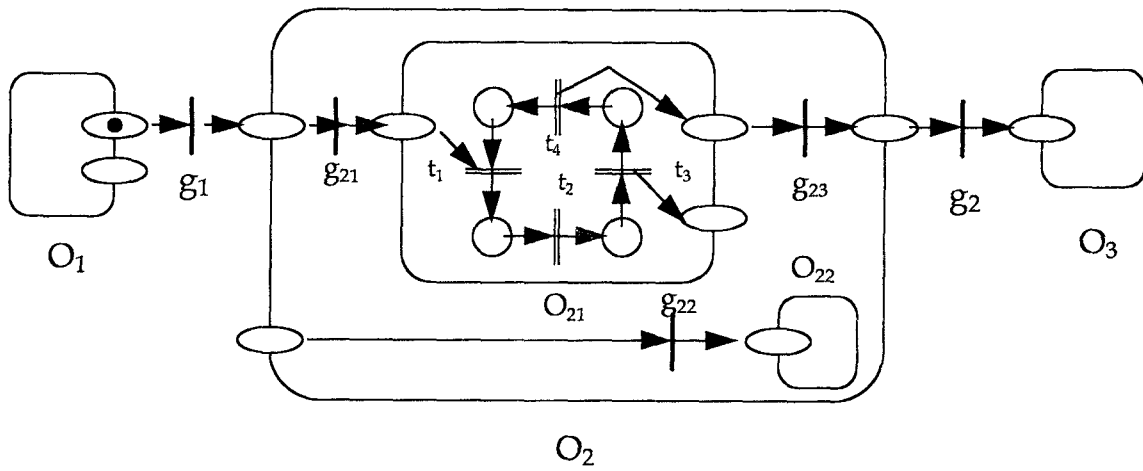 t₄
t₁
t₂
t₃
g₁
g₂₁
g₂₃
g₂
O₁
O₃
O₂₁
g₂₂
O₂₂
O₂